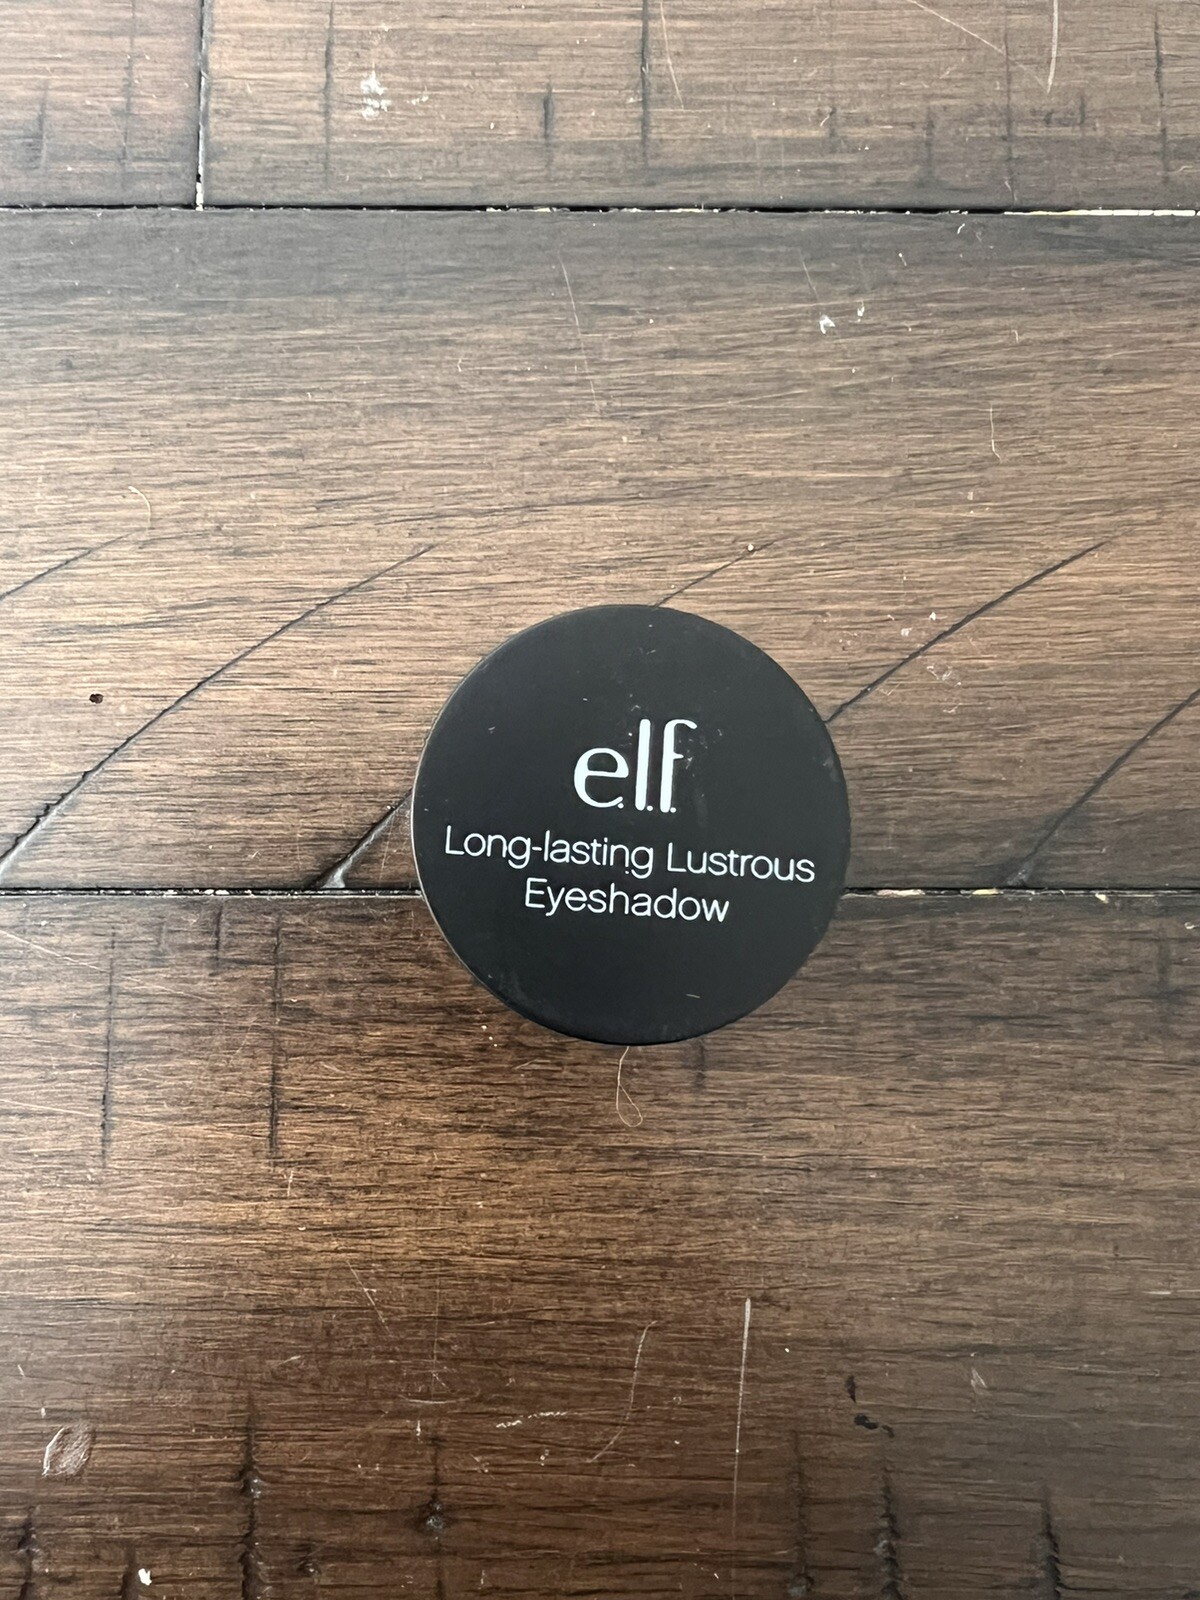 e.l.f.
Long-lasting Lustrous
Eyeshadow